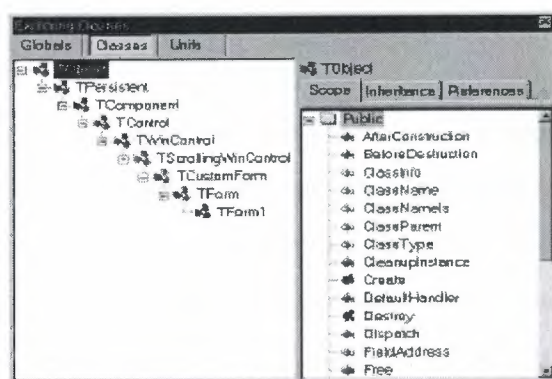 Exploring Classes
Globals Classes Units
TObject
TPersistent
TComponent
TControl
TWinControl
TScrollingWinControl
TCustomForm
TForm
TForm1
TObject
Scope Inheritance References
Public
AfterConstruction
BeforeDestruction
ClassInfo
ClassName
ClassNameIs
ClassParent
ClassType
CleanupInstance
Create
DefaultHandler
Destroy
Dispatch
FieldAddress
Free